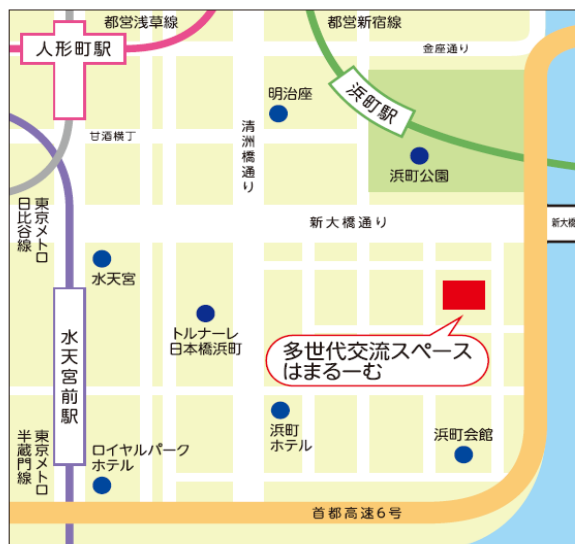 都営浅草線
都営新宿線
人形町駅
金座通り
明治座
浜町駅
甘酒横丁
清洲橋通り
浜町公園
東京メトロ
日比谷線
新大橋通り
新大橋
水天宮
水天宮前駅
トルナーレ
日本橋浜町
多世代交流スペース
はまるーむ
浜町
ホテル
浜町会館
東京メトロ
半蔵門線
ロイヤルパーク
ホテル
首都高速6号